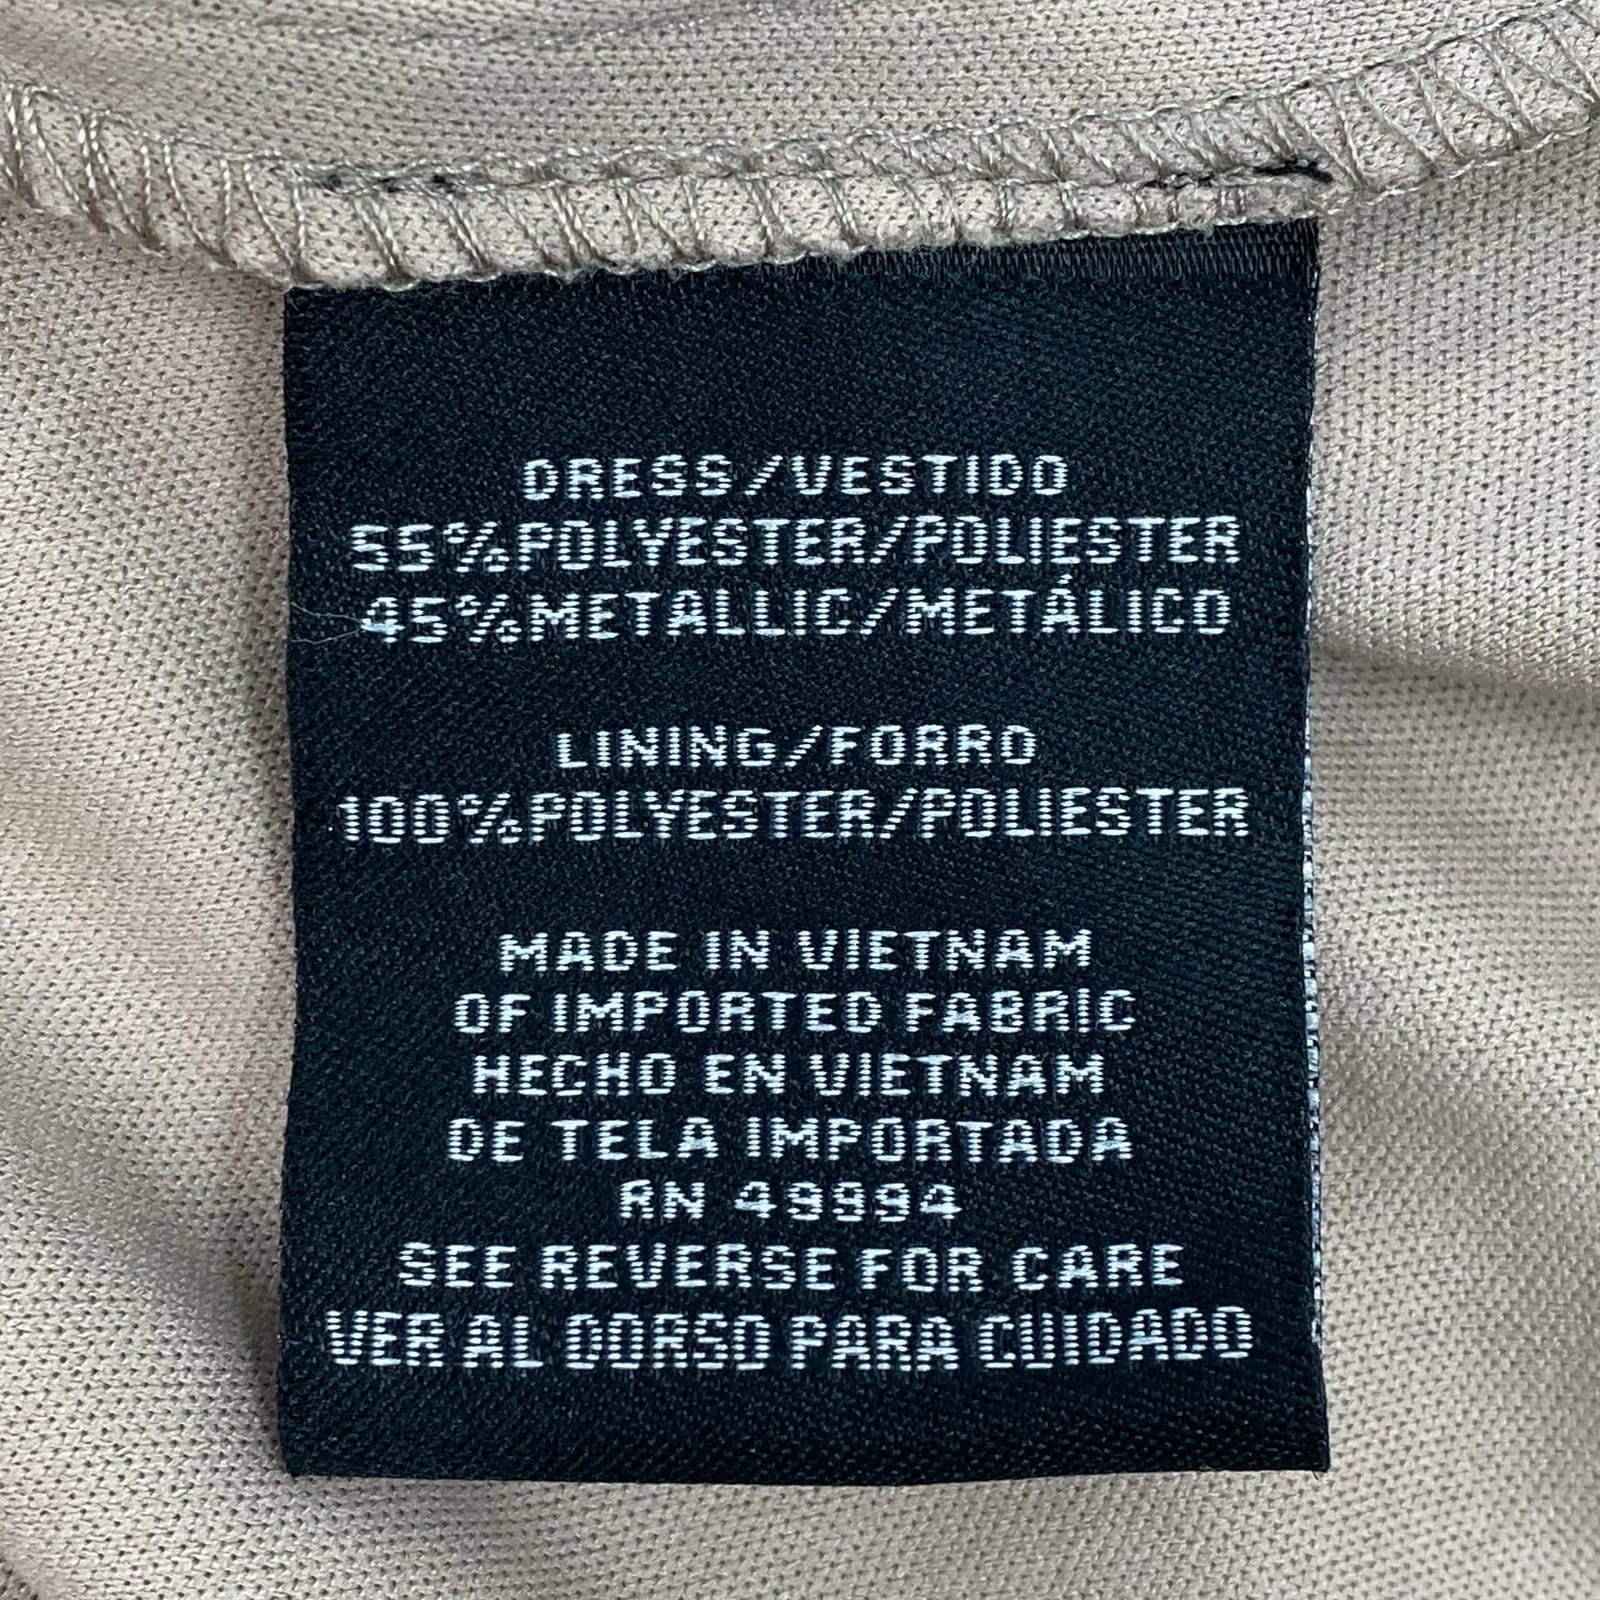 DRESS/VESTIDO
55%POLYESTER/POLIESTER
45%METALLIC/METÁLICO
LINING/FORRO
100%POLYESTER/POLIESTER
MADE IN VIETNAM
OF IMPORTED FABRIC
HECHO EN VIETNAM
DE TELA IMPORTADA
RN 49994
SEE REVERSE FOR CARE
VER AL DORSO PARA CUIDADO